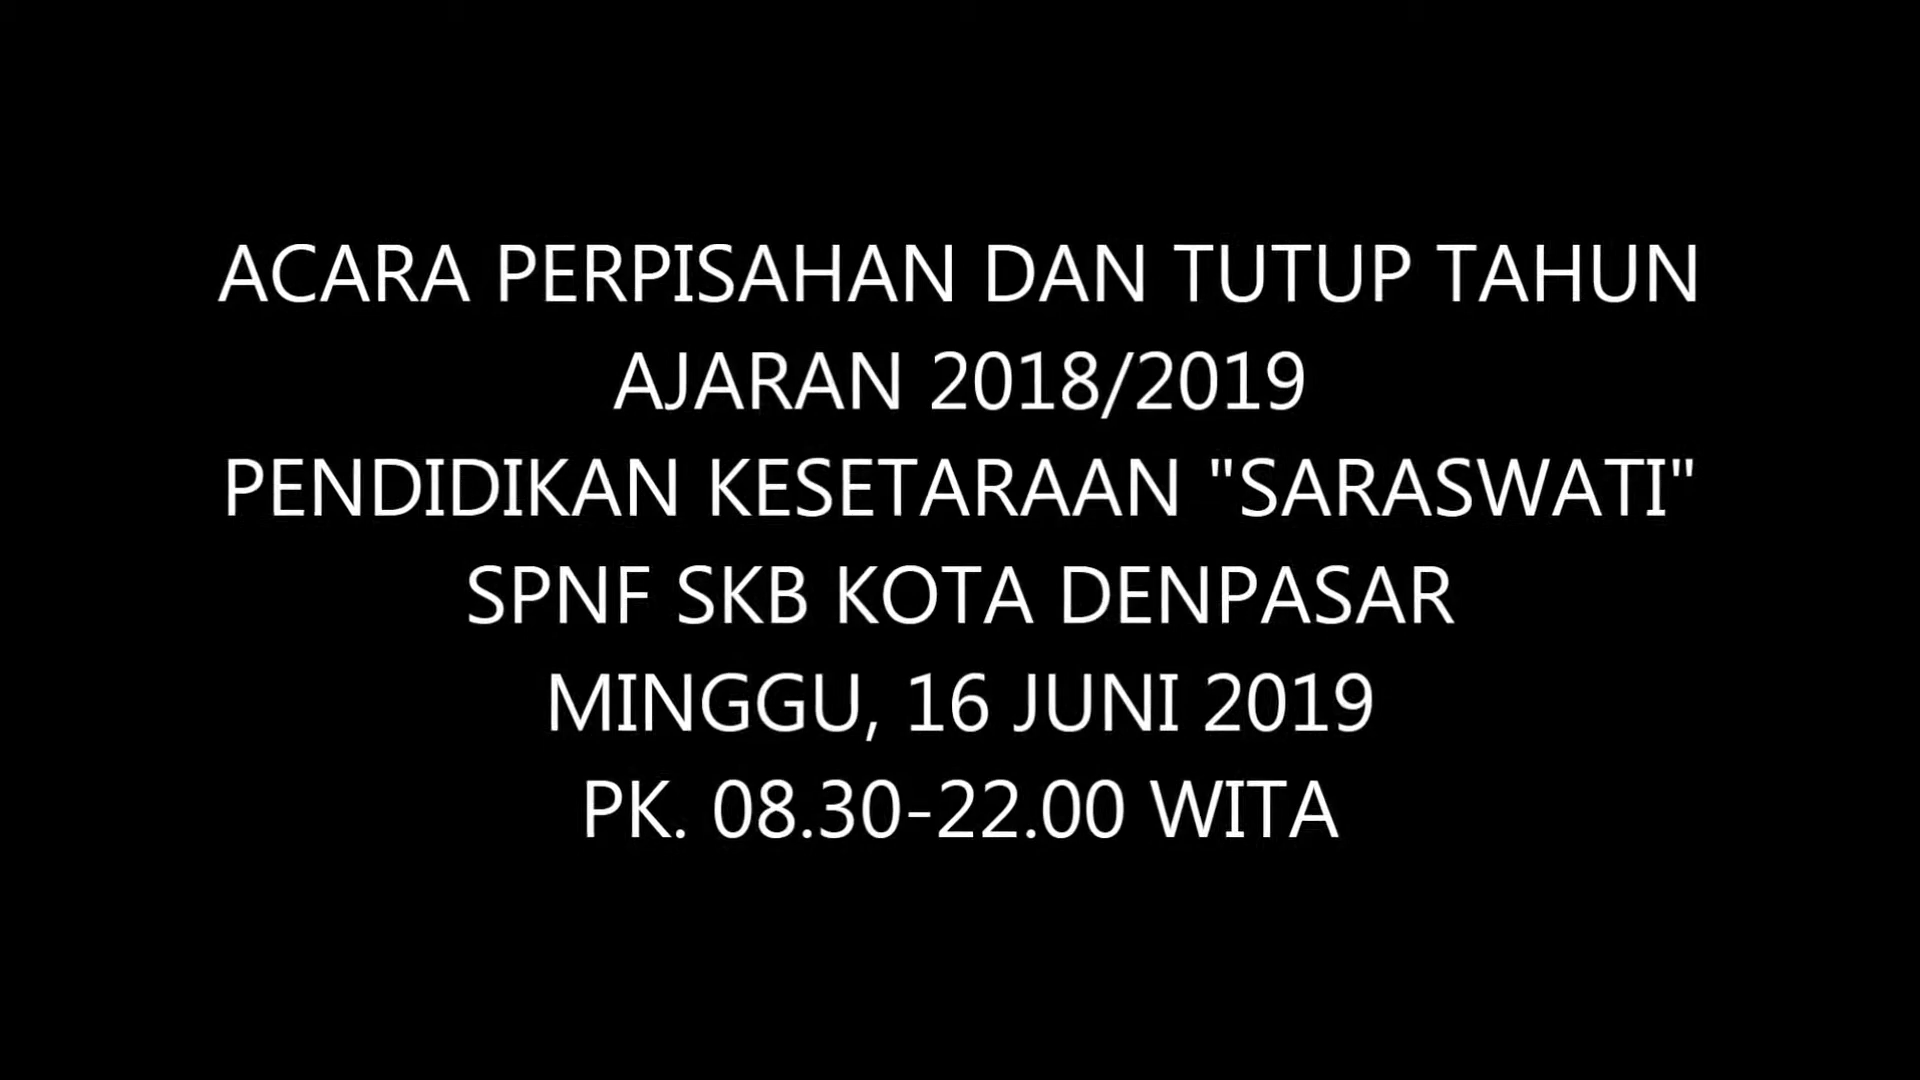 ACARA PERPISAHAN DAN TUTUP TAHUN
AJARAN 2018/2019
PENDIDIKAN KESETARAAN "SARASWATI"
SPNF SKB KOTA DENPASAR
MINGGU, 16 JUNI 2019
PK. 08.30-22.00 WITA